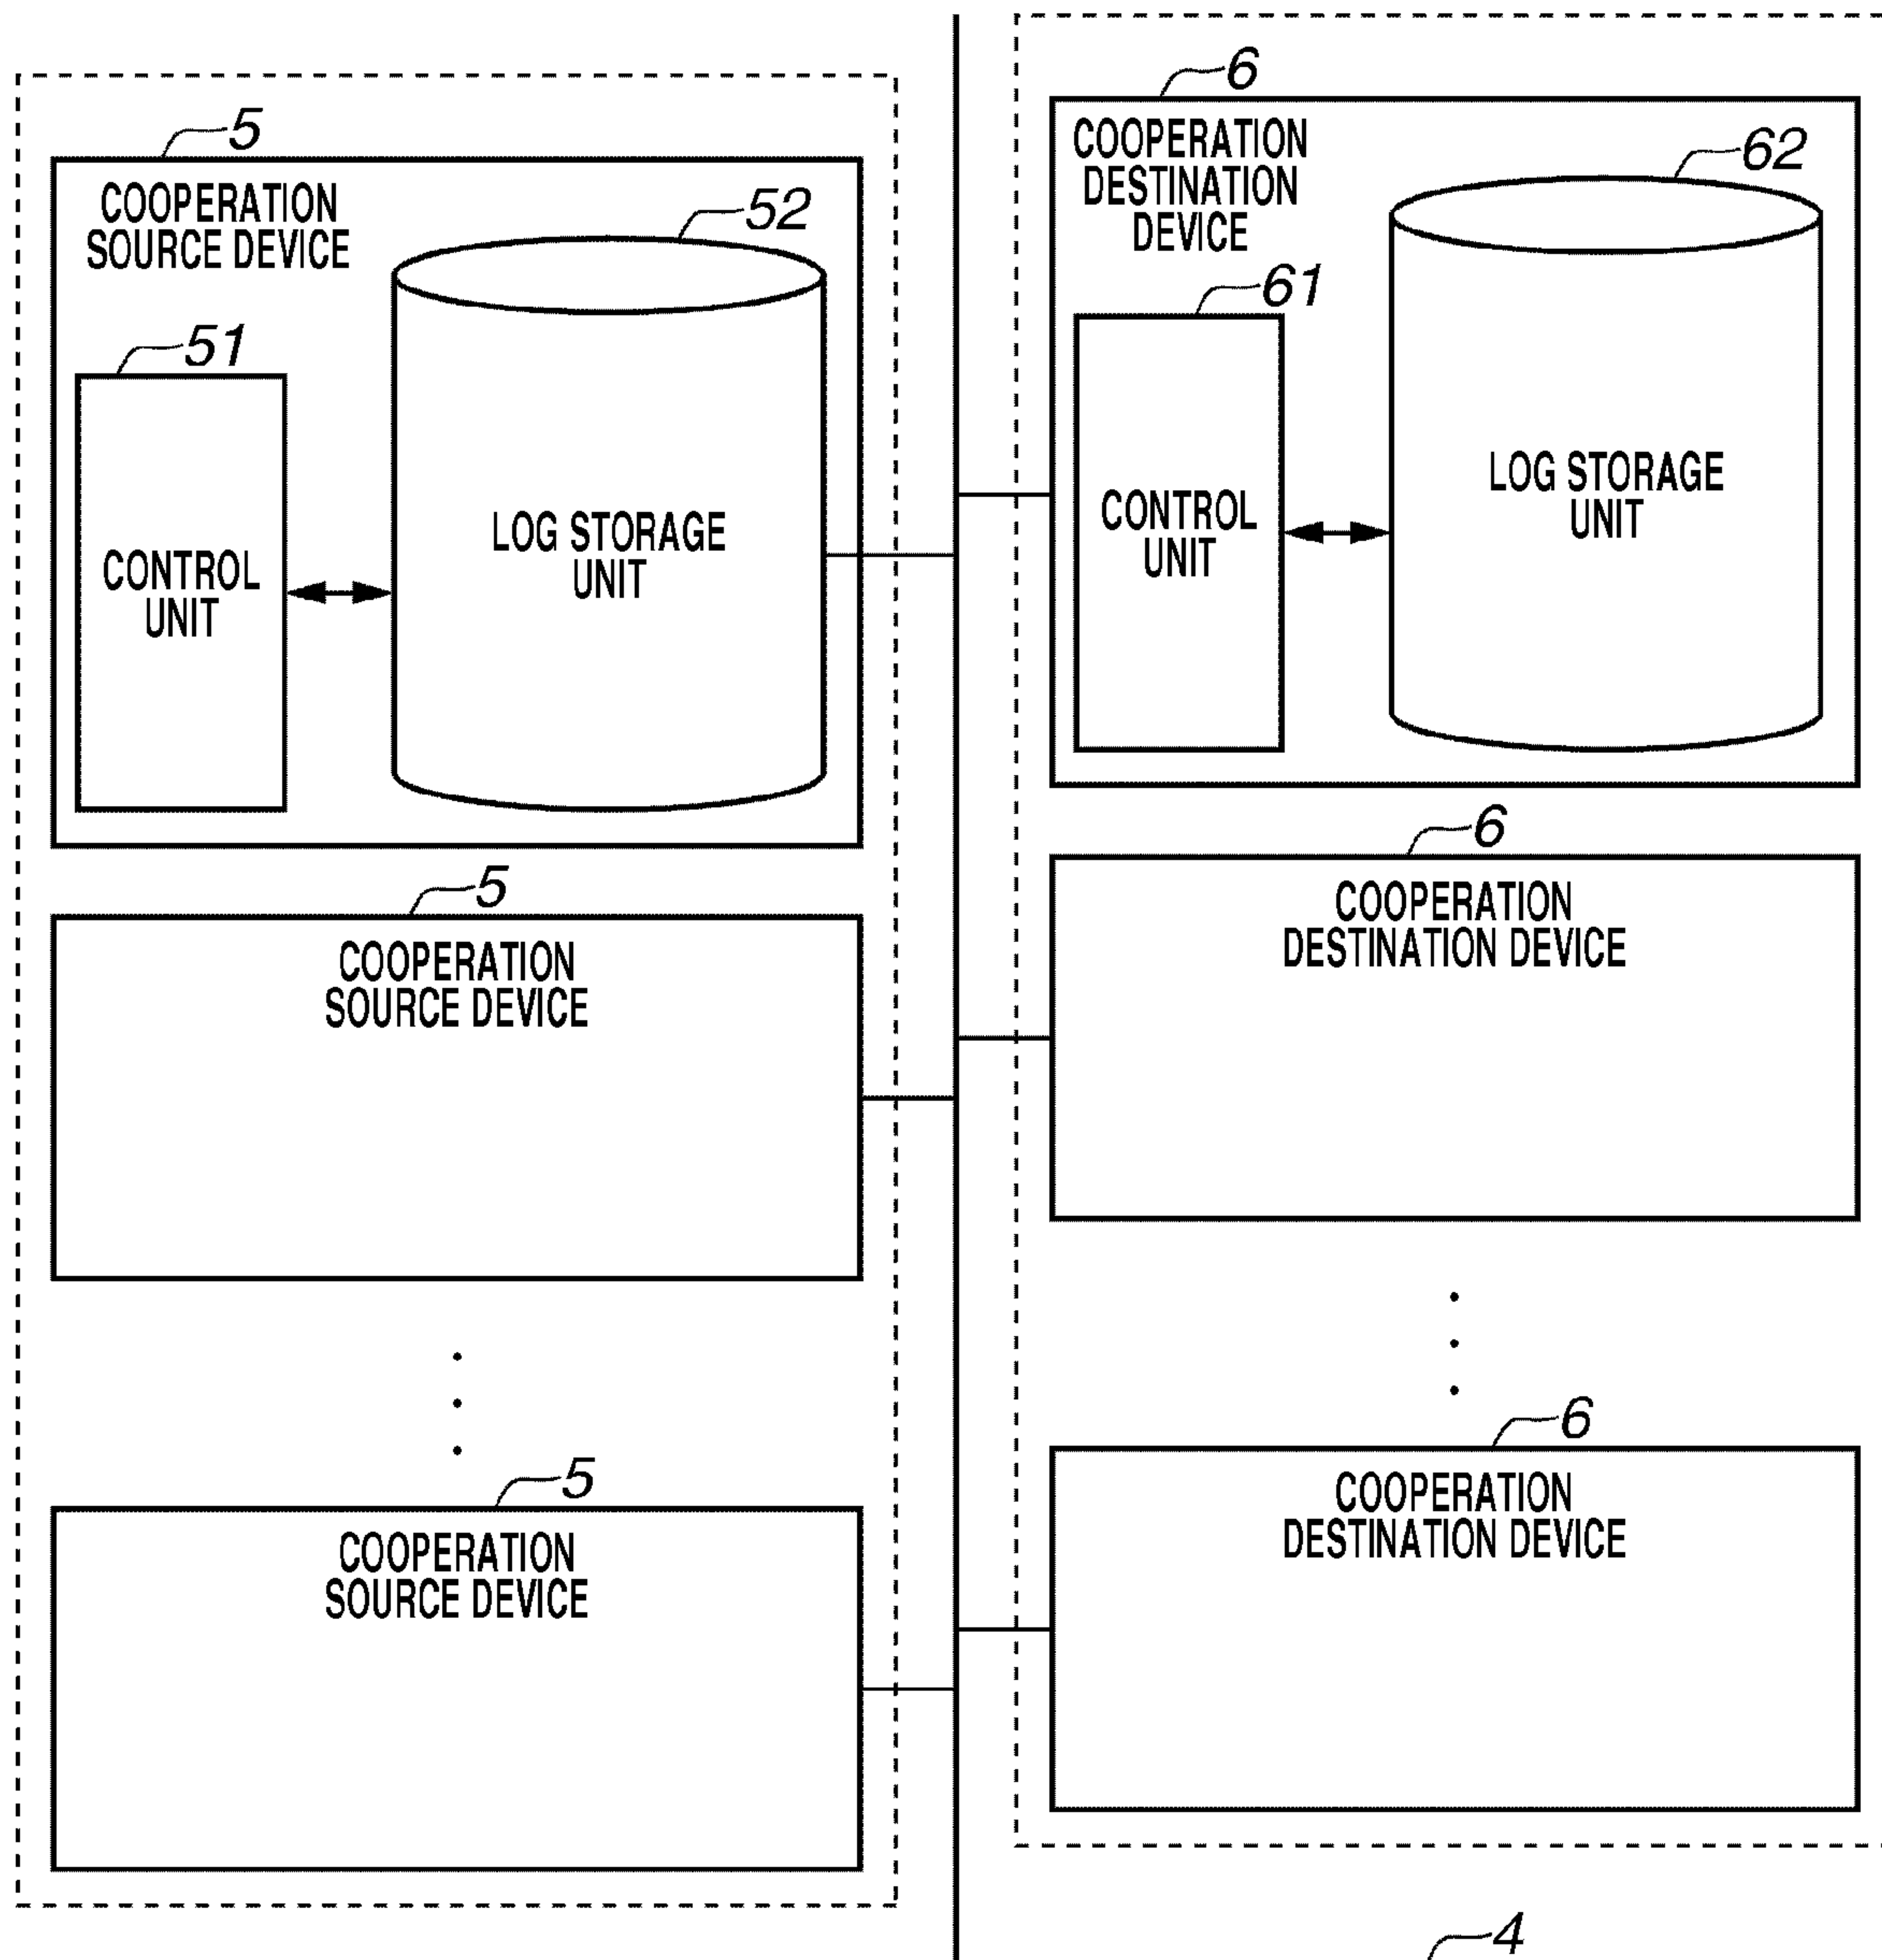 5
COOPERATION
SOURCE DEVICE
52
51
CONTROL
UNIT
LOG STORAGE
UNIT
5
COOPERATION
SOURCE DEVICE
5
COOPERATION
SOURCE DEVICE
6
COOPERATION
DESTINATION
DEVICE
62
61
CONTROL
UNIT
LOG STORAGE
UNIT
6
COOPERATION
DESTINATION DEVICE
6
COOPERATION
DESTINATION DEVICE
4